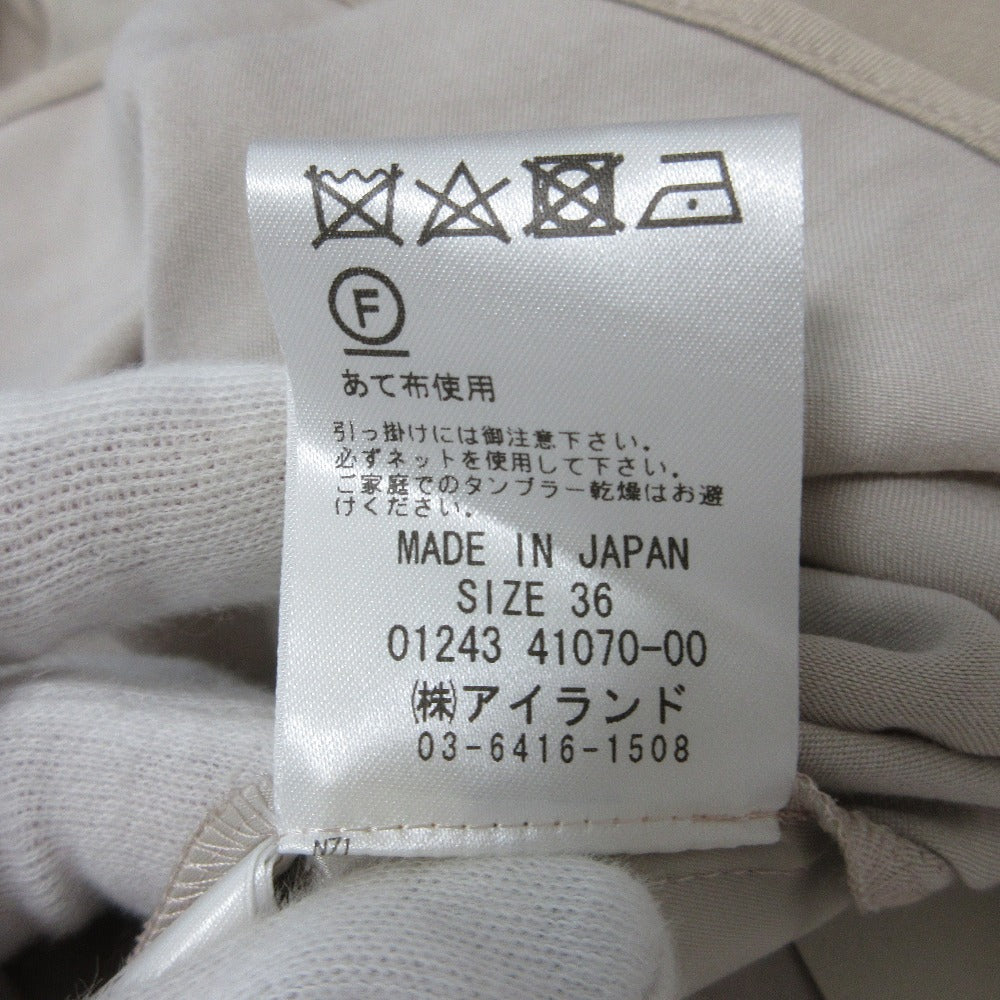 F
あて布使用
引っ掛けには御注意下さい。
必ずネットを使用して下さい。
ご家庭でのタンブラー乾燥はお避
けください。
MADE IN JAPAN
SIZE 36
01243 41070-00
㈱アイランド
03-6416-1508
N71